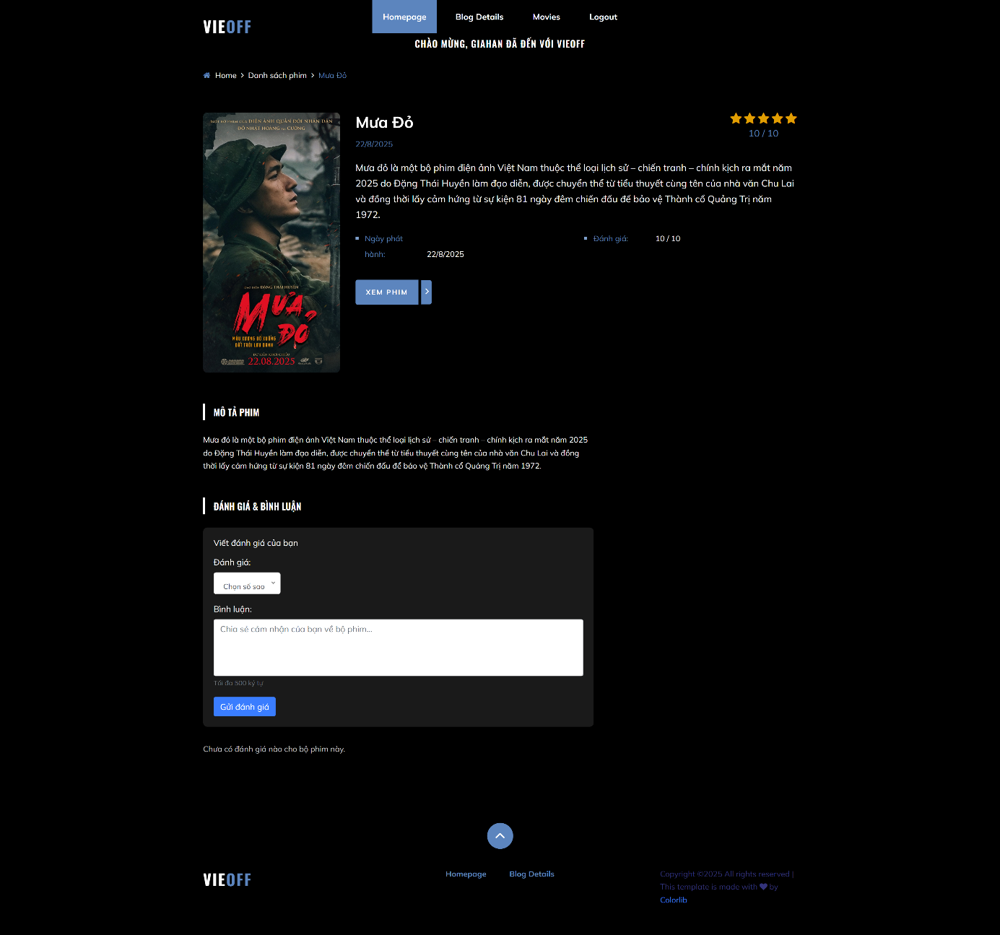 VIEOFF
Homepage Blog Details Movies Logout
CHÀO MỪNG, GIAHAN ĐÃ ĐẾN VỚI VIEOFF
Home Danh sách phim Mưa Đỏ
MỘT BỘ PHIM CỦA ĐIỆN ẢNH QUÂN ĐỘI NHÂN DÂN
ĐỖ NHẬT HOÀNG vai CƯỜNG
ĐẠO DIỄN ĐẶNG THÁI HUYỀN
MƯA ĐỎ
MÁU XƯƠNG ĐỔ XUỐNG
ĐẤT TRỜI LƯU DANH
DỰ KIẾN KHỞI CHIẾU
22.08.2025
Mưa Đỏ
10 / 10
22/8/2025
Mưa đỏ là một bộ phim điện ảnh Việt Nam thuộc thể loại lịch sử – chiến tranh – chính kịch ra mắt năm
2025 do Đặng Thái Huyền làm đạo diễn, được chuyển thể từ tiểu thuyết cùng tên của nhà văn Chu Lai
và đồng thời lấy cảm hứng từ sự kiện 81 ngày đêm chiến đấu để bảo vệ Thành cổ Quảng Trị năm
1972.
Ngày phát
hành: 22/8/2025
Đánh giá: 10 / 10
XEM PHIM
MÔ TẢ PHIM
Mưa đỏ là một bộ phim điện ảnh Việt Nam thuộc thể loại lịch sử – chiến tranh – chính kịch ra mắt năm 2025
do Đặng Thái Huyền làm đạo diễn, được chuyển thể từ tiểu thuyết cùng tên của nhà văn Chu Lai và đồng
thời lấy cảm hứng từ sự kiện 81 ngày đêm chiến đấu để bảo vệ Thành cổ Quảng Trị năm 1972.
ĐÁNH GIÁ & BÌNH LUẬN
Viết đánh giá của bạn
Đánh giá:
Chọn số sao
Bình luận:
Chia sẻ cảm nhận của bạn về bộ phim...
Tối đa 500 ký tự
Gửi đánh giá
Chưa có đánh giá nào cho bộ phim này.
VIEOFF
Homepage Blog Details
Copyright ©2025 All rights reserved |
This template is made with by
Colorlib